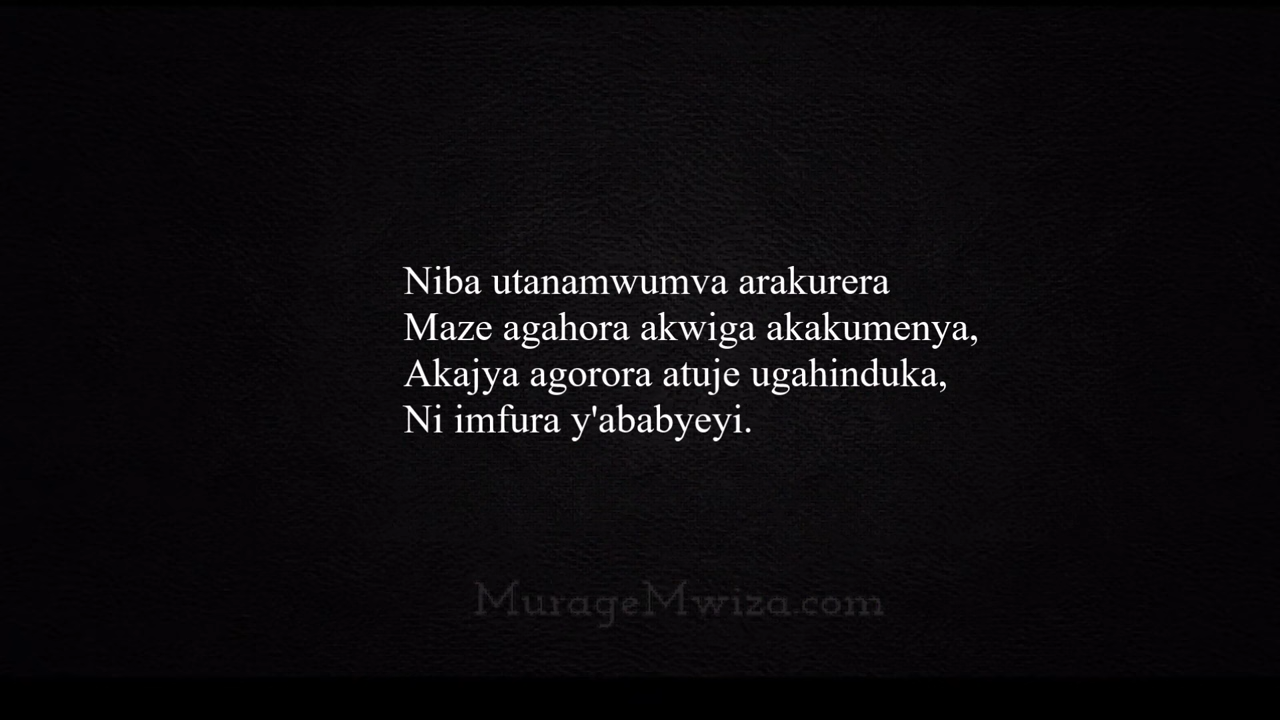 Niba utanamwumva arakurera
Maze agahora akwiga akakumenya,
Akajya agorora atuje ugahinduka,
Ni imfura y'ababyeyi.
MurageMwiza.com